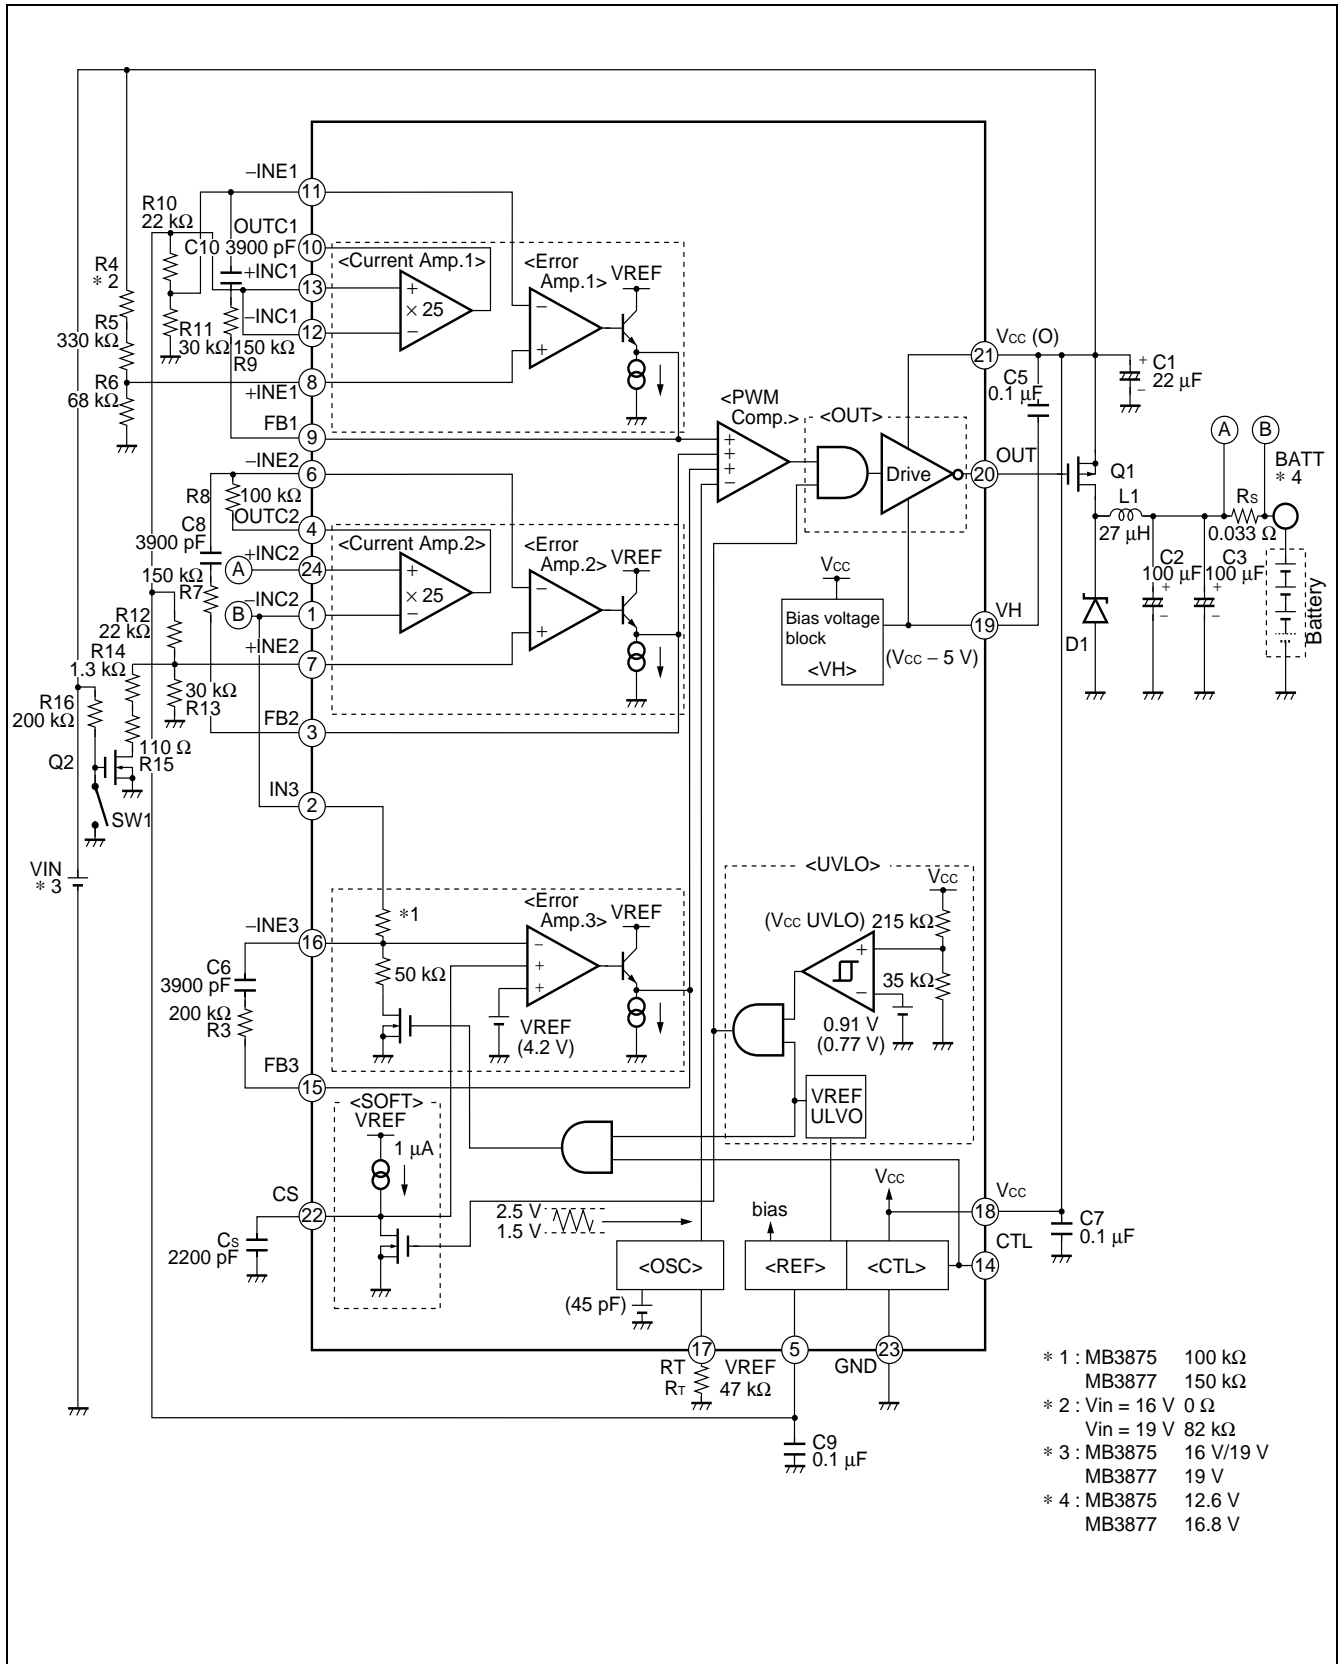 −INE1
11
R10
22 kΩ
OUTC1
C10 3900 pF
10
<Current Amp.1>
<Error
Amp.1>
VREF
R4
∗ 2
+INC1
13
+
× 25
−
−
+
R5
330 kΩ
−INC1
12
R11
30 kΩ
150 kΩ
R9
R6
68 kΩ
8
+INE1
FB1
9
VCC (O)
21
C5
0.1 µF
+
C1
22 µF
−
<PWM
Comp.>
+
+
+
−
<OUT>
Drive
OUT
20
Q1
A
B
BATT
∗ 4
L1
27 µH
RS
0.033 Ω
C2
100 µF
+
−
C3
100 µF
+
−
D1
Battery
−INE2
6
R8
100 kΩ
OUTC2
4
C8
3900 pF
<Current Amp.2>
<Error
Amp.2>
VREF
A
+INC2
24
+
× 25
−
−
+
150 kΩ
R7
B
−INC2
1
R12
22 kΩ
+INE2
7
R14
1.3 kΩ
30 kΩ
R13
R16
200 kΩ
FB2
3
110 Ω
R15
Q2
SW1
VCC
Bias voltage
block
<VH>
VH
19
(VCC − 5 V)
IN3
2
VIN
∗ 3
<UVLO>
VCC
(VCC UVLO)
215 kΩ
+
−
35 kΩ
0.91 V
(0.77 V)
VREF
ULVO
∗1
<Error
Amp.3>
VREF
−INE3
16
50 kΩ
−
+
+
C6
3900 pF
200 kΩ
R3
VREF
(4.2 V)
FB3
15
<SOFT>
VREF
1 µA
CS
22
CS
2200 pF
2.5 V
1.5 V
bias
VCC
VCC
18
C7
0.1 µF
CTL
14
<OSC>
<REF>
<CTL>
(45 pF)
17
5
23
RT
VREF
GND
RT
47 kΩ
C9
0.1 µF
∗ 1 : MB3875 100 kΩ
MB3877 150 kΩ
∗ 2 : Vin = 16 V 0 Ω
Vin = 19 V 82 kΩ
∗ 3 : MB3875 16 V/19 V
MB3877 19 V
∗ 4 : MB3875 12.6 V
MB3877 16.8 V